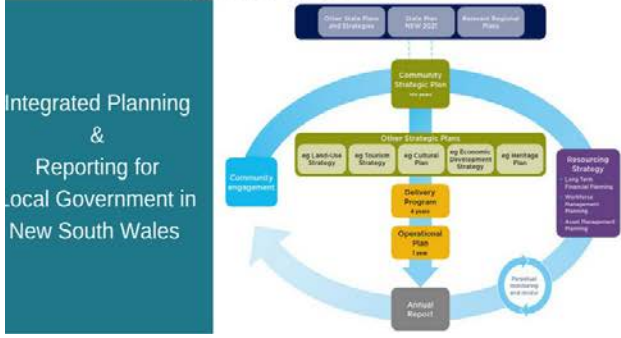 Integrated Planning
&
Reporting for
Local Government in
New South Wales
Other State Plans
and Strategies
State Plan
NSW 2021
Relevant Regional
Plans
Community
Strategic Plan
Other Strategic Plans
eg Land-Use
Strategy
eg Tourism
Strategy
eg Cultural
Plan
eg Economic
Development
Strategy
eg Heritage
Plan
Community
engagement
Resourcing
Strategy
- Long Term
Financial Planning
- Workforce
Management
Planning
- Asset Management
Planning
Delivery
Program
4 years
Operational
Plan
1 year
Perpetual
monitoring
and review
Annual
Report